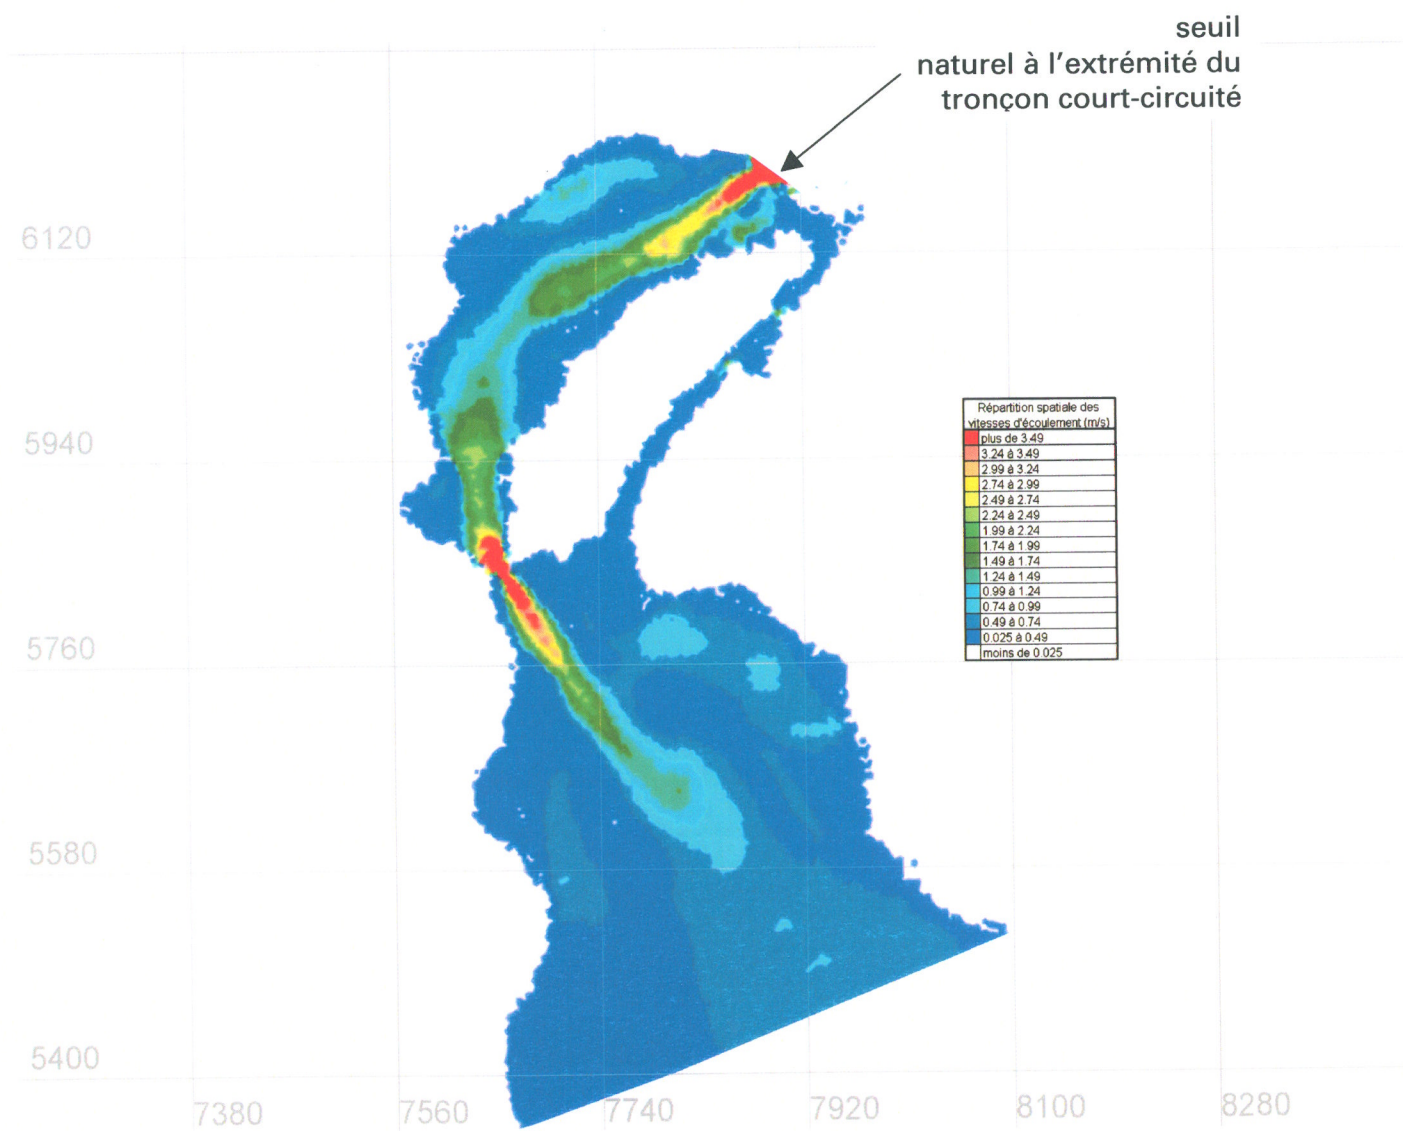 seuil
naturel à l'extrémité du
tronçon court-circuité
6120
5940
5760
5580
5400
7380
7560
7740
7920
8100
8280
Répartition spatiale des
vitesses d'écoulement (m/s)
plus de 3.49
3.24 à 3.49
2.99 à 3.24
2.74 à 2.99
2.49 à 2.74
2.24 à 2.49
1.99 à 2.24
1.74 à 1.99
1.49 à 1.74
1.24 à 1.49
0.99 à 1.24
0.74 à 0.99
0.49 à 0.74
0.025 à 0.49
moins de 0.025